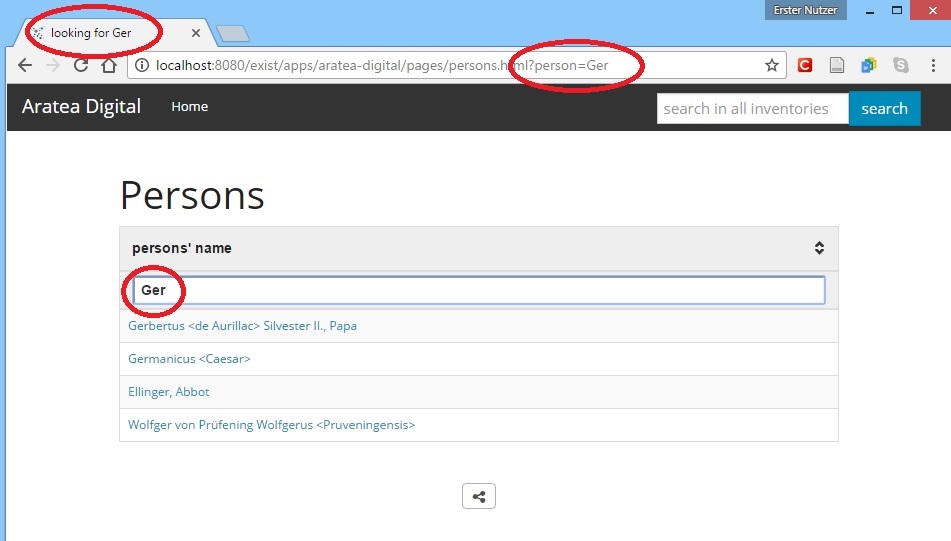 Erster Nutzer
looking for Ger
localhost:8080/exist/apps/aratea-digital/pages/persons.html?person=Ger
Aratea Digital Home search in all inventories search
Persons
persons' name
Ger
Gerbertus <de Aurillac> Silvester II., Papa
Germanicus <Caesar>
Ellinger, Abbot
Wolfger von Prüfening Wolfgerus <Pruveningensis>